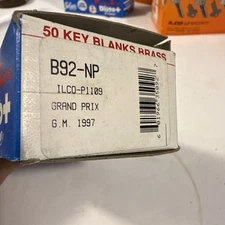 50 KEY BLANKS BRASS
B92-NP
ILCO-P1109
GRAND PRIX
G.M. 1997